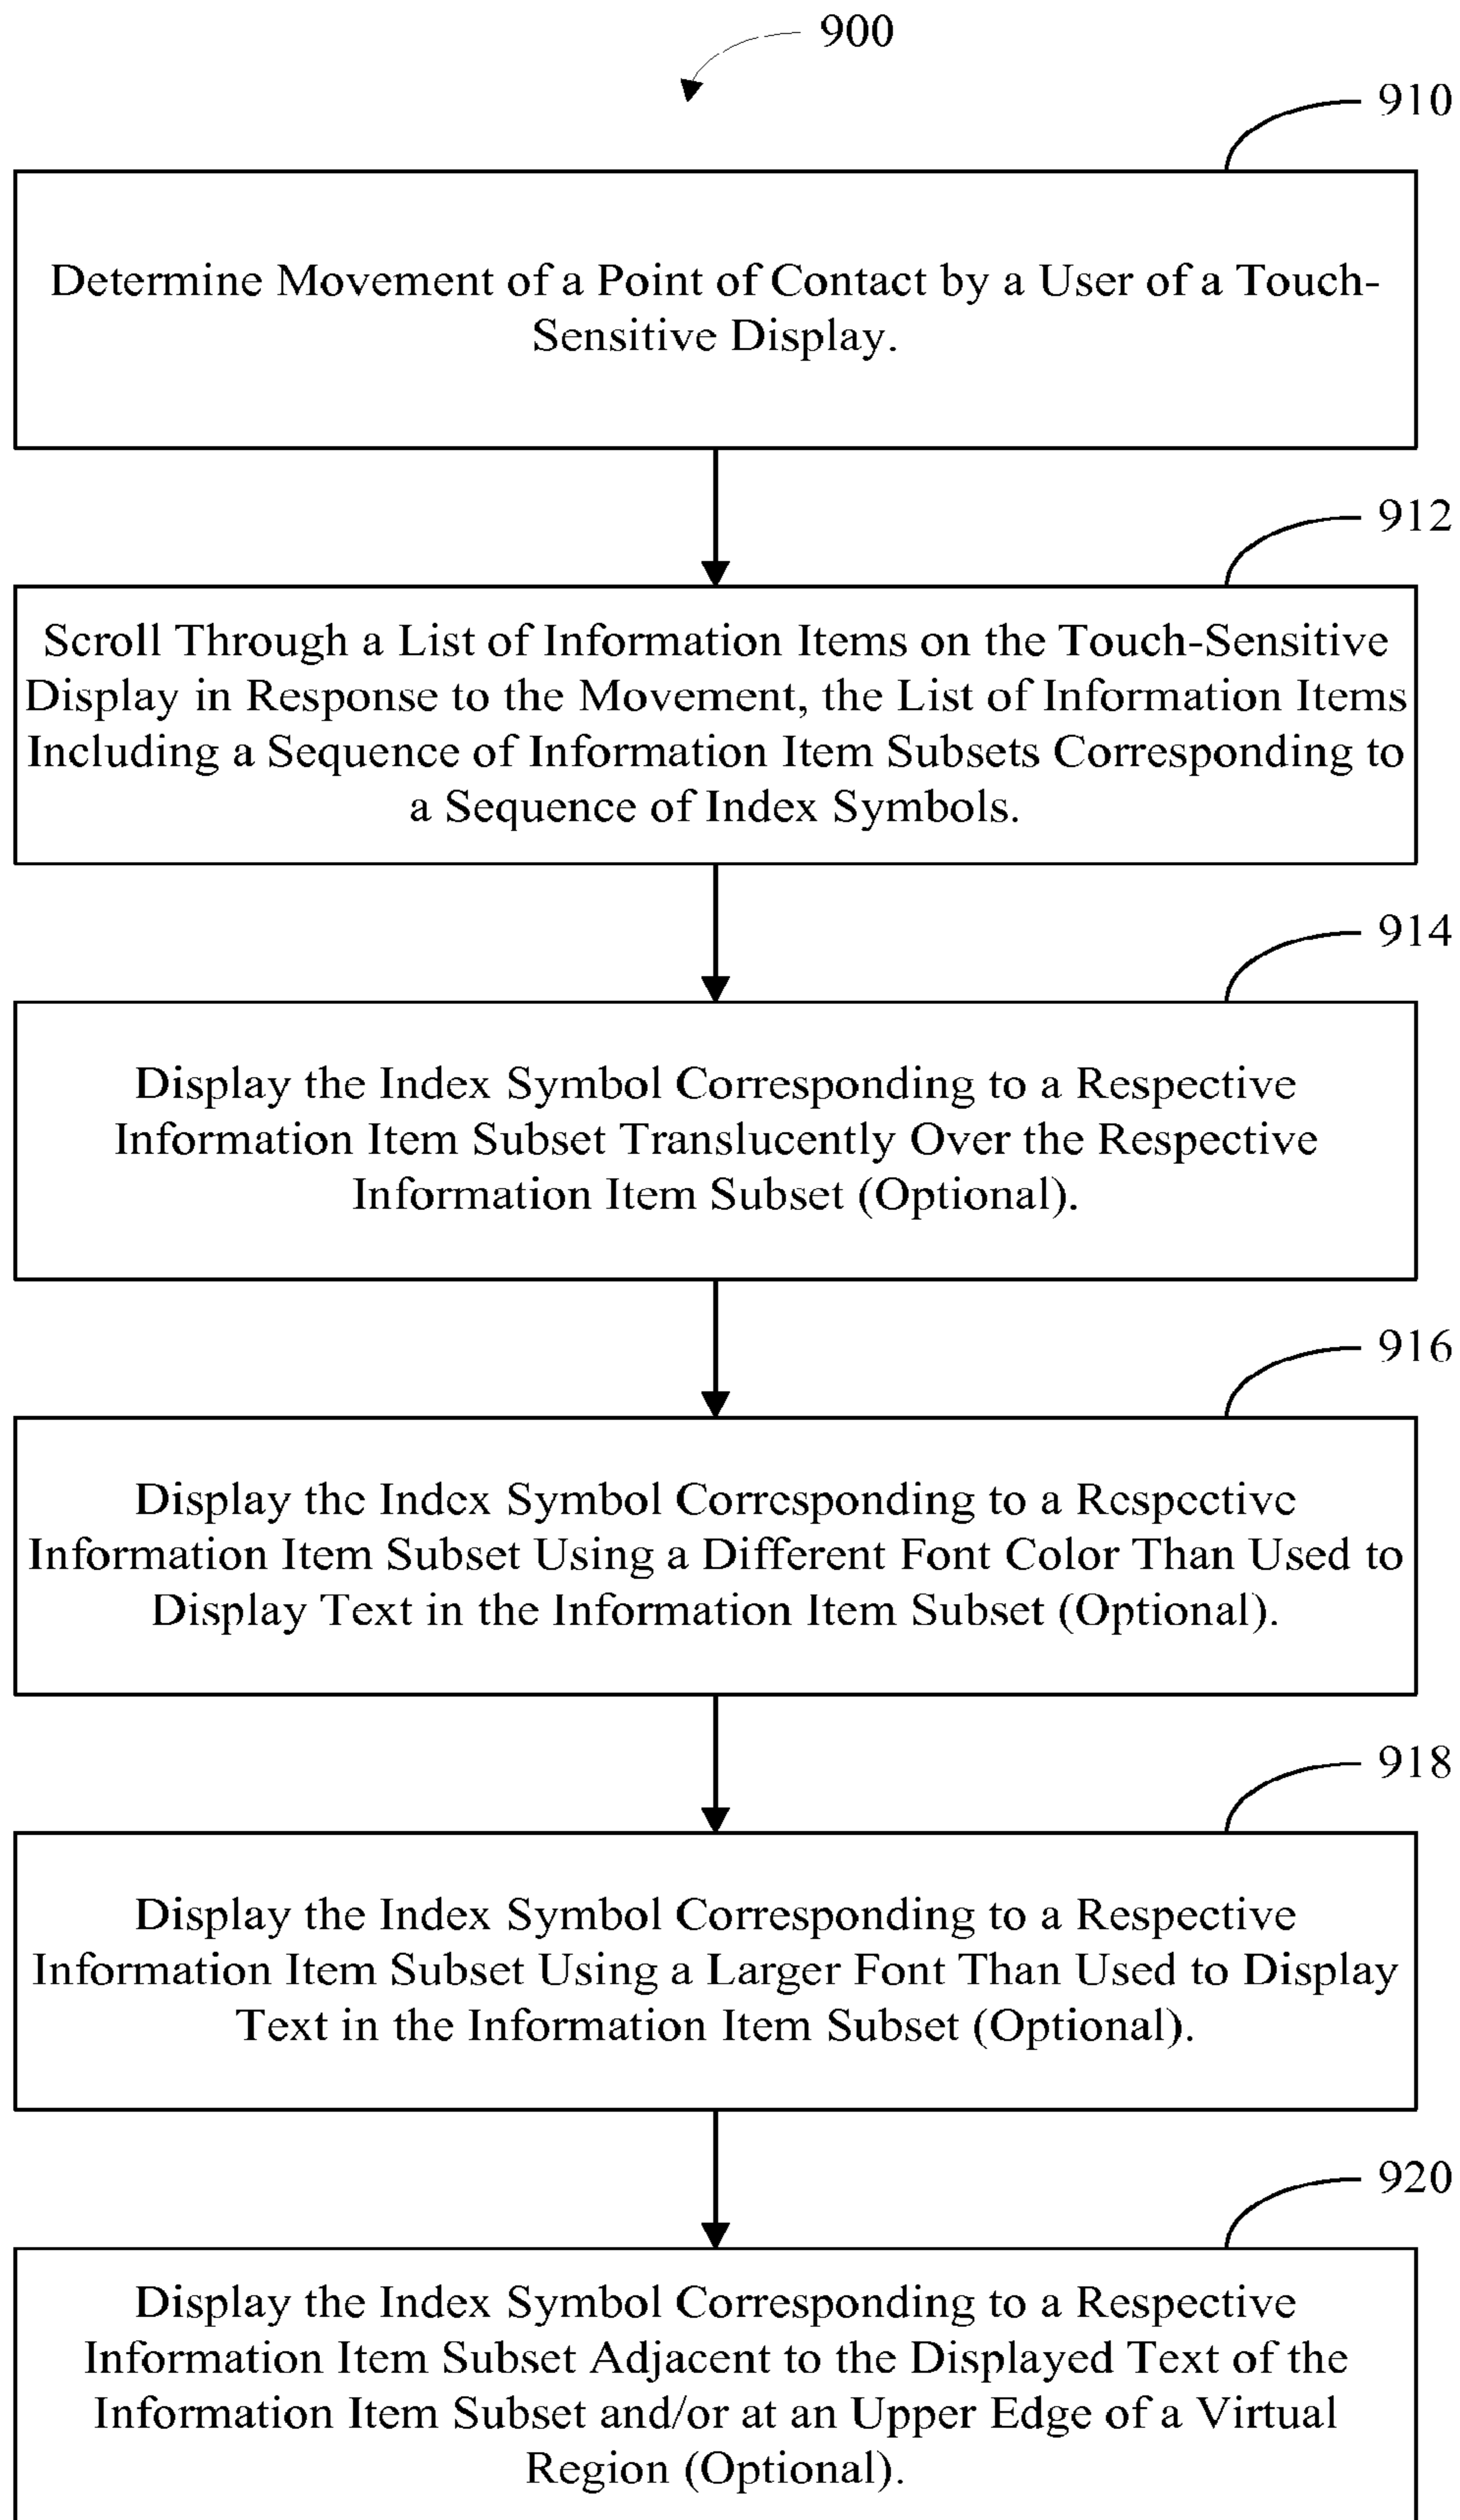 900
910
Determine Movement of a Point of Contact by a User of a Touch-
Sensitive Display.
912
Scroll Through a List of Information Items on the Touch-Sensitive
Display in Response to the Movement, the List of Information Items
Including a Sequence of Information Item Subsets Corresponding to
a Sequence of Index Symbols.
914
Display the Index Symbol Corresponding to a Respective
Information Item Subset Translucently Over the Respective
Information Item Subset (Optional).
916
Display the Index Symbol Corresponding to a Respective
Information Item Subset Using a Different Font Color Than Used to
Display Text in the Information Item Subset (Optional).
918
Display the Index Symbol Corresponding to a Respective
Information Item Subset Using a Larger Font Than Used to Display
Text in the Information Item Subset (Optional).
920
Display the Index Symbol Corresponding to a Respective
Information Item Subset Adjacent to the Displayed Text of the
Information Item Subset and/or at an Upper Edge of a Virtual
Region (Optional).